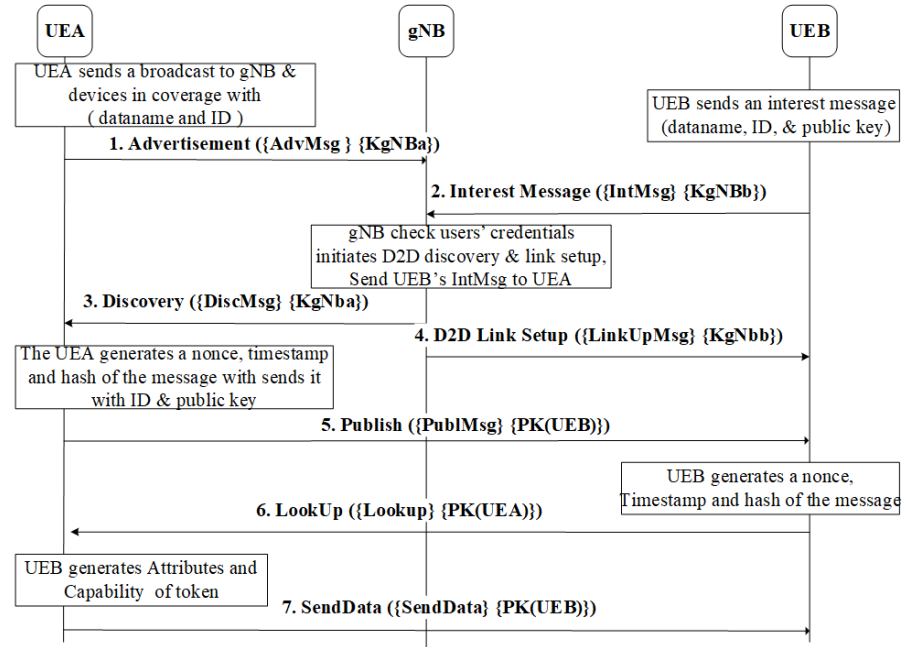 UEA
gNB
UEB
UEA sends a broadcast to gNB &
devices in coverage with
( dataname and ID )
UEB sends an interest message
(dataname, ID, & public key)
1. Advertisement ({AdvMsg } {KgNBa})
2. Interest Message ({IntMsg} {KgNBb})
gNB check users' credentials
initiates D2D discovery & link setup,
Send UEB's IntMsg to UEA
3. Discovery ({DiscMsg} {KgNba})
4. D2D Link Setup ({LinkUpMsg} {KgNbb})
The UEA generates a nonce, timestamp
and hash of the message with sends it
with ID & public key
5. Publish ({PublMsg} {PK(UEB)})
UEB generates a nonce,
Timestamp and hash of the message
6. LookUp ({Lookup} {PK(UEA)})
UEB generates Attributes and
Capability of token
7. SendData ({SendData} {PK(UEB)})